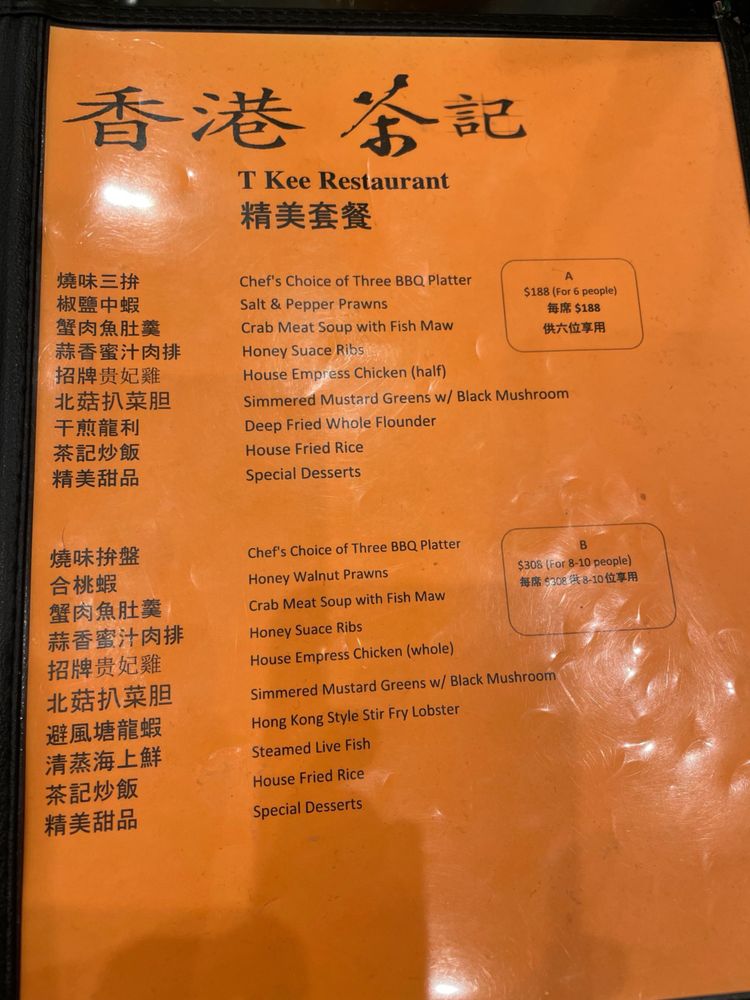 香港 茶記
T Kee Restaurant
精美套餐
燒味三拚 Chef's Choice of Three BBQ Platter
椒鹽中蝦 Salt & Pepper Prawns
蟹肉魚肚羹 Crab Meat Soup with Fish Maw
蒜香蜜汁肉排 Honey Suace Ribs
招牌贵妃雞 House Empress Chicken (half)
北菇扒菜胆 Simmered Mustard Greens w/ Black Mushroom
干煎龍利 Deep Fried Whole Flounder
茶記炒飯 House Fried Rice
精美甜品 Special Desserts
A
$188 (For 6 people)
每席 $188
供六位享用
燒味拚盤 Chef's Choice of Three BBQ Platter
合桃蝦 Honey Walnut Prawns
蟹肉魚肚羹 Crab Meat Soup with Fish Maw
蒜香蜜汁肉排 Honey Suace Ribs
招牌贵妃雞 House Empress Chicken (whole)
北菇扒菜胆 Simmered Mustard Greens w/ Black Mushroom
避風塘龍蝦 Hong Kong Style Stir Fry Lobster
清蒸海上鮮 Steamed Live Fish
茶記炒飯 House Fried Rice
精美甜品 Special Desserts
B
$308 (For 8-10 people)
每席 $308 供 8-10 位享用